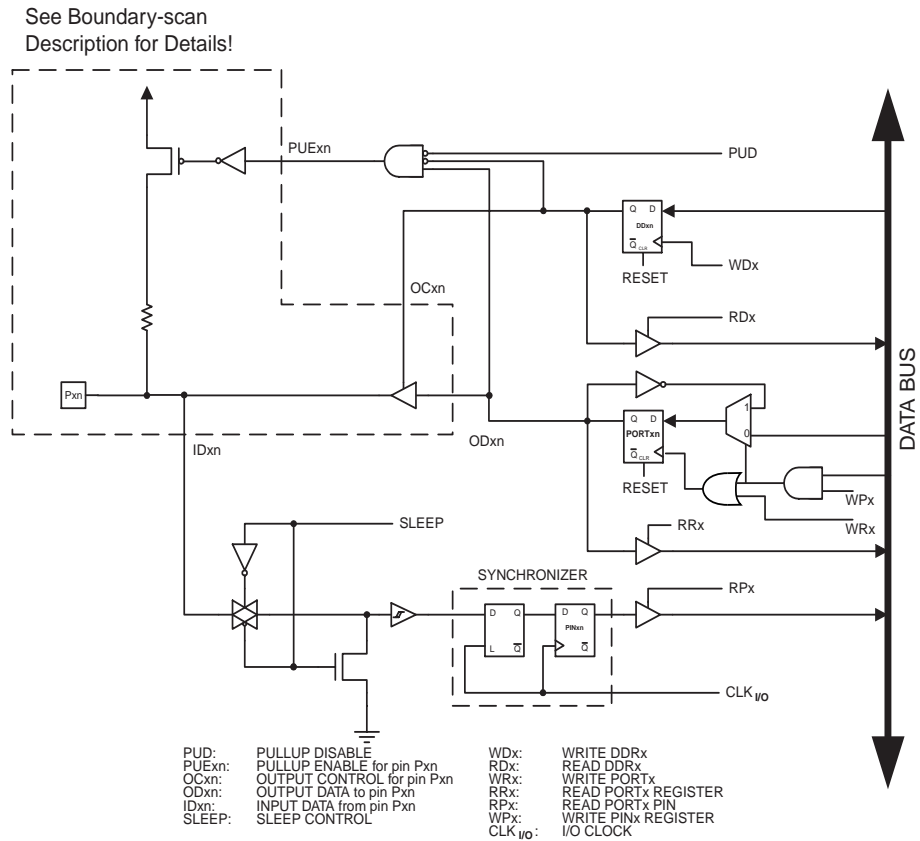 See Boundary-scan
Description for Details!
PUExn
PUD
Q D
DDxn
Q CLR
WDx
RESET
OCxn
RDx
Pxn
ODxn
IDxn
1
Q D
PORTxn
0
Q CLR
RESET
WPx
WRx
RRx
SLEEP
SYNCHRONIZER
RPx
D Q
L Q
D Q
PINxn
Q
CLK I/O
DATA BUS
PUD: PULLUP DISABLE
PUExn: PULLUP ENABLE for pin Pxn
OCxn: OUTPUT CONTROL for pin Pxn
ODxn: OUTPUT DATA to pin Pxn
IDxn: INPUT DATA from pin Pxn
SLEEP: SLEEP CONTROL
WDx: WRITE DDRx
RDx: READ DDRx
WRx: WRITE PORTx
RRx: READ PORTx REGISTER
RPx: READ PORTx PIN
WPx: WRITE PINx REGISTER
CLK I/O: I/O CLOCK